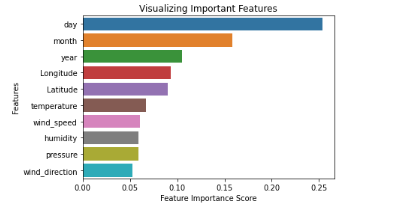 Visualizing Important Features
day
month
year
Longitude
Latitude
temperature
wind_speed
humidity
pressure
wind_direction
Features
0.00 0.05 0.10 0.15 0.20 0.25
Feature Importance Score